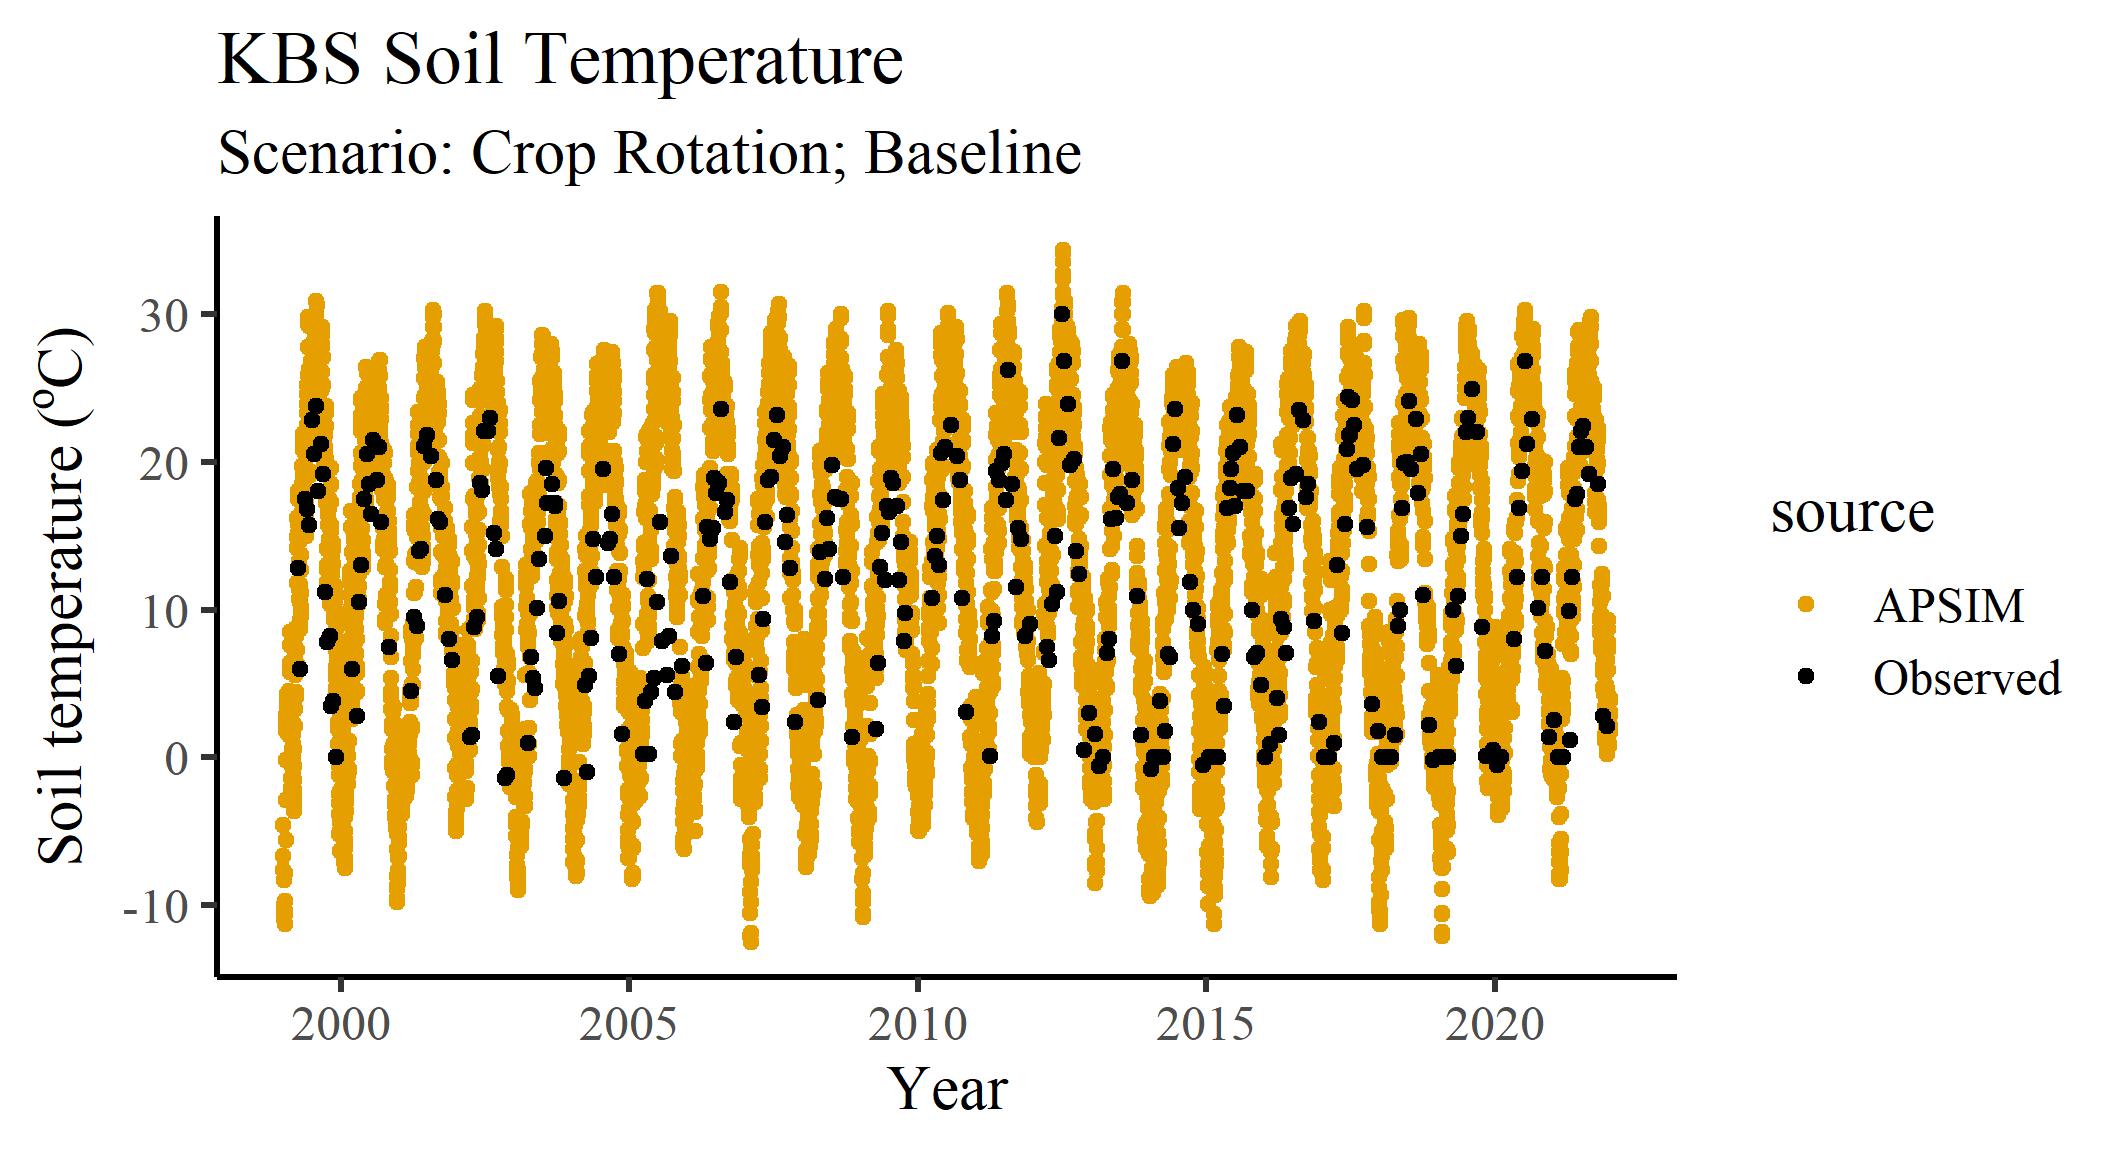 KBS Soil Temperature
Scenario: Crop Rotation; Baseline
Soil temperature (°C)
30
20
10
0
-10
2000 2005 2010 2015 2020
Year
source
APSIM
Observed